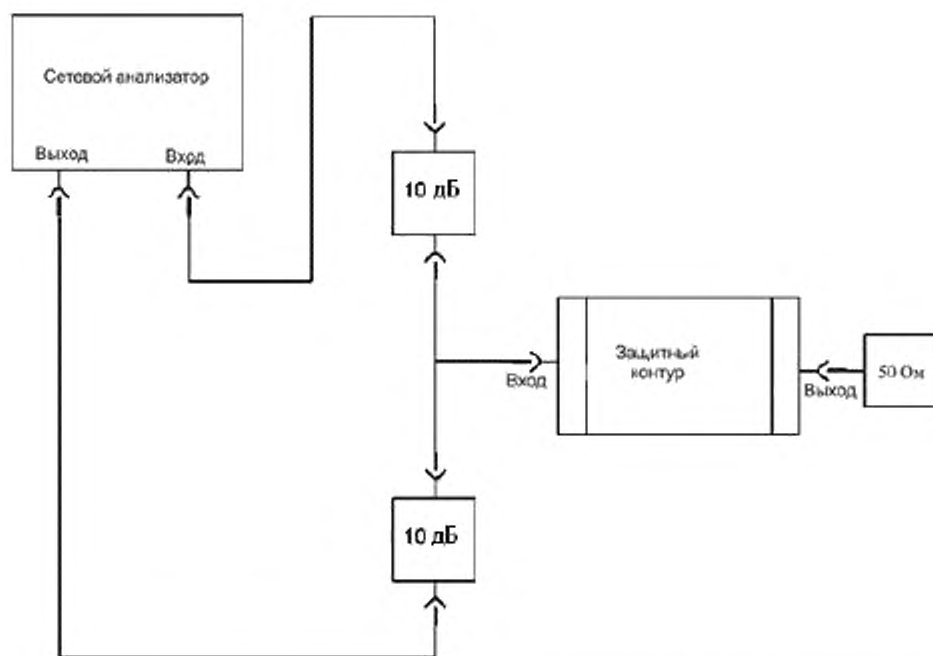 Сетевой анализатор
Выход
Вход
10 дБ
Защитный
контур
Вход
Выход
50 Ом
10 дБ